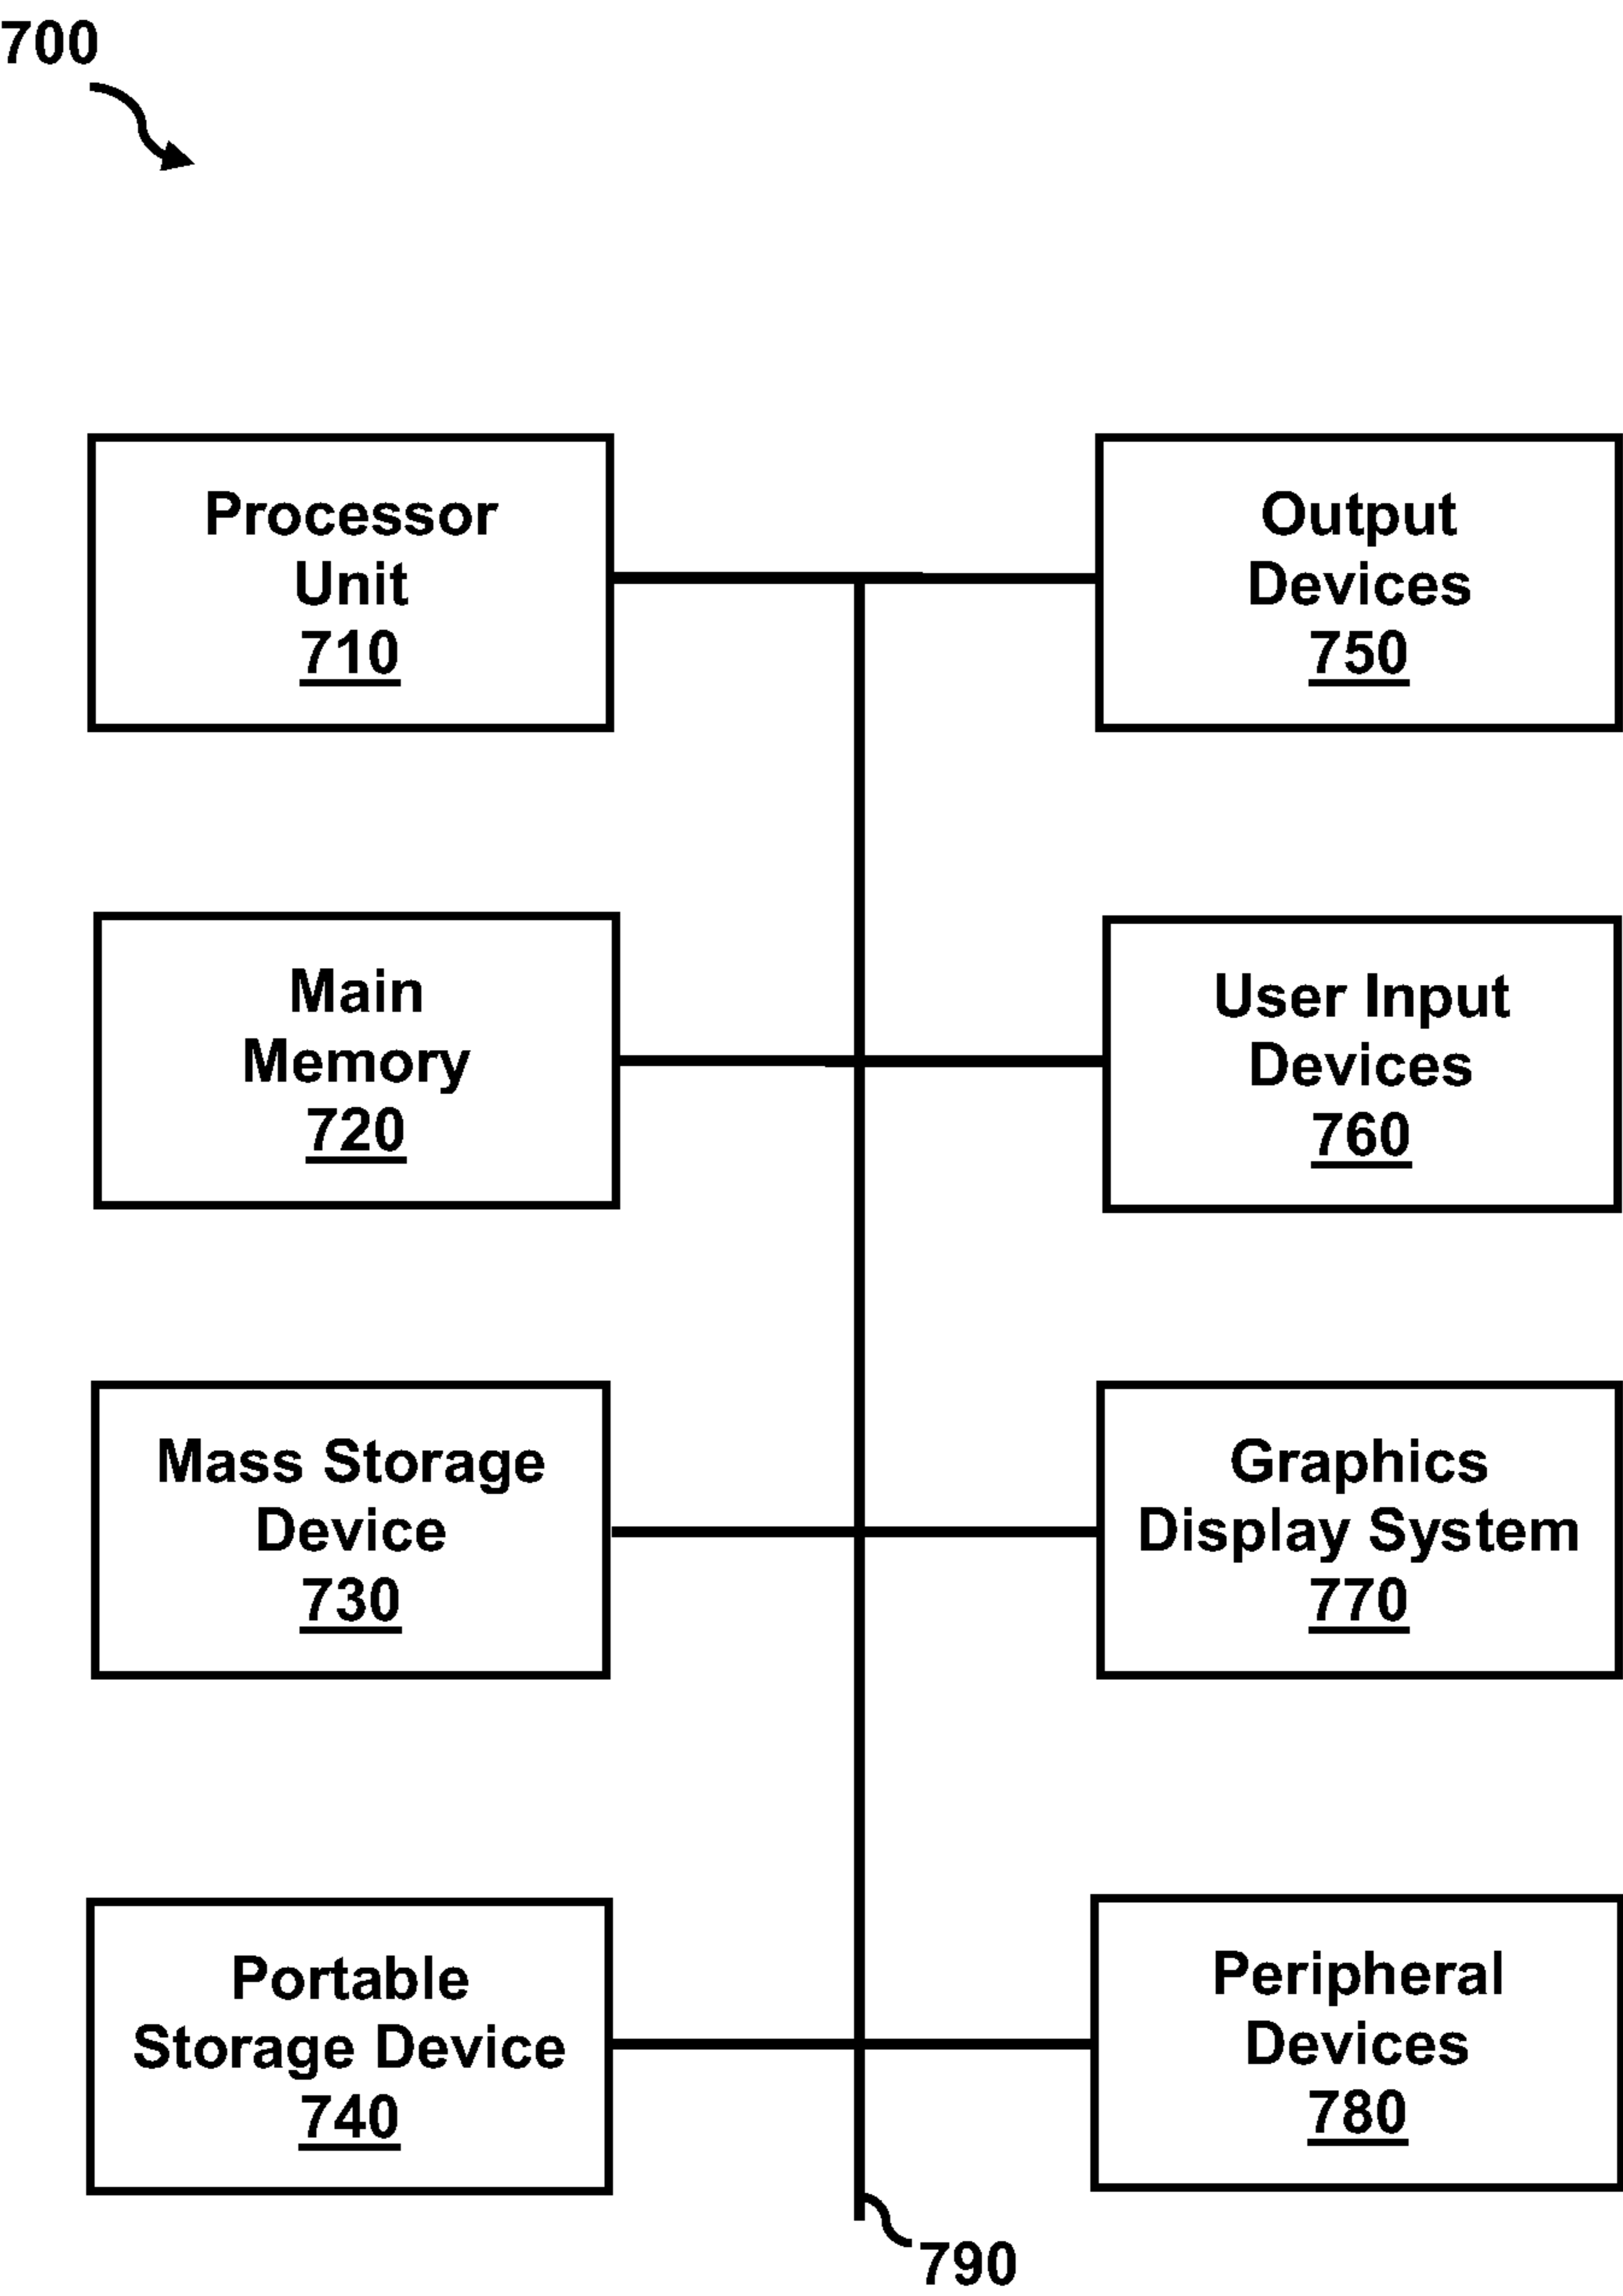 700
Processor
Unit
710
Output
Devices
750
Main
Memory
720
User Input
Devices
760
Mass Storage
Device
730
Graphics
Display System
770
Portable
Storage Device
740
Peripheral
Devices
780
790